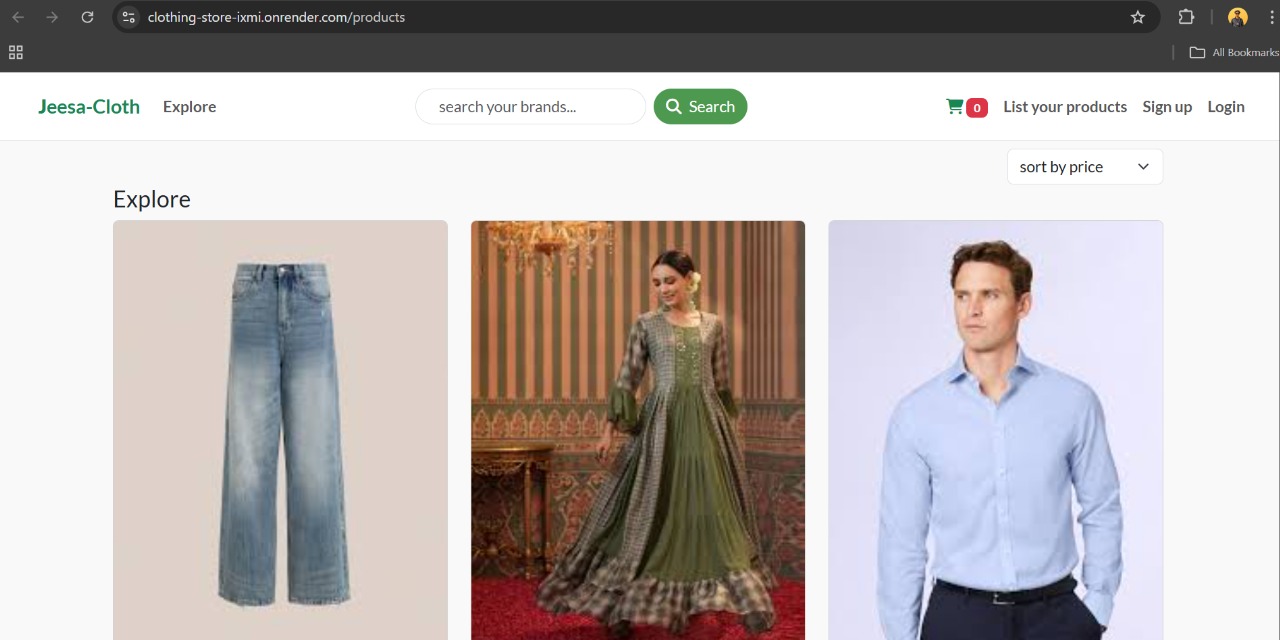 clothing-store-ixmi.onrender.com/products
All Bookmarks
Jeesa-Cloth Explore search your brands... Search 0 List your products Sign up Login
sort by price
Explore